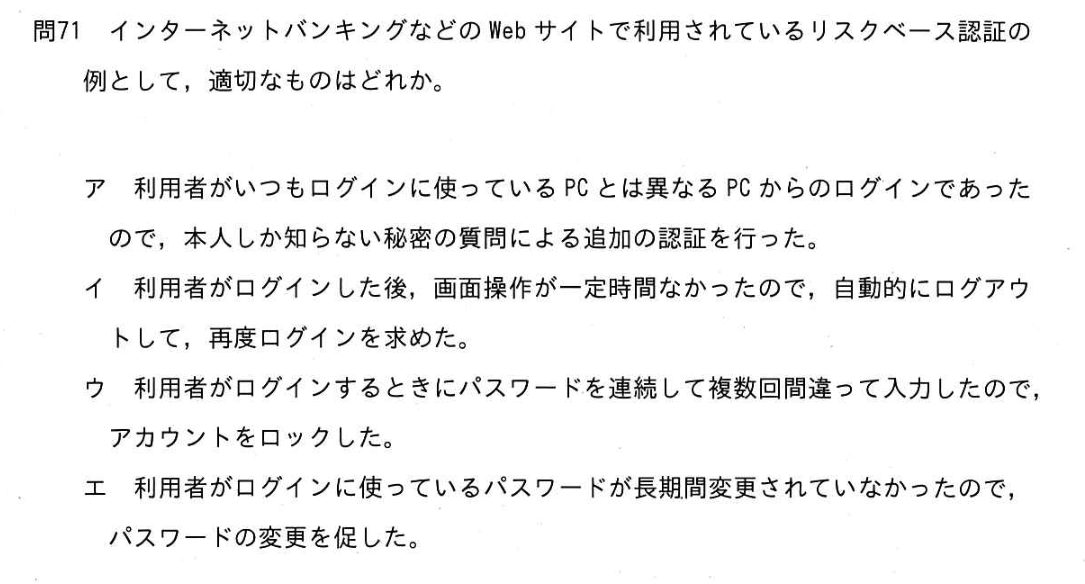 問71　インターネットバンキングなどの Web サイトで利用されているリスクベース認証の
例として，適切なものはどれか。
ア　利用者がいつもログインに使っている PC とは異なる PC からのログインであった
ので，本人しか知らない秘密の質問による追加の認証を行った。
イ　利用者がログインした後，画面操作が一定時間なかったので，自動的にログアウ
トして，再度ログインを求めた。
ウ　利用者がログインするときにパスワードを連続して複数回間違って入力したので，
アカウントをロックした。
エ　利用者がログインに使っているパスワードが長期間変更されていなかったので，
パスワードの変更を促した。